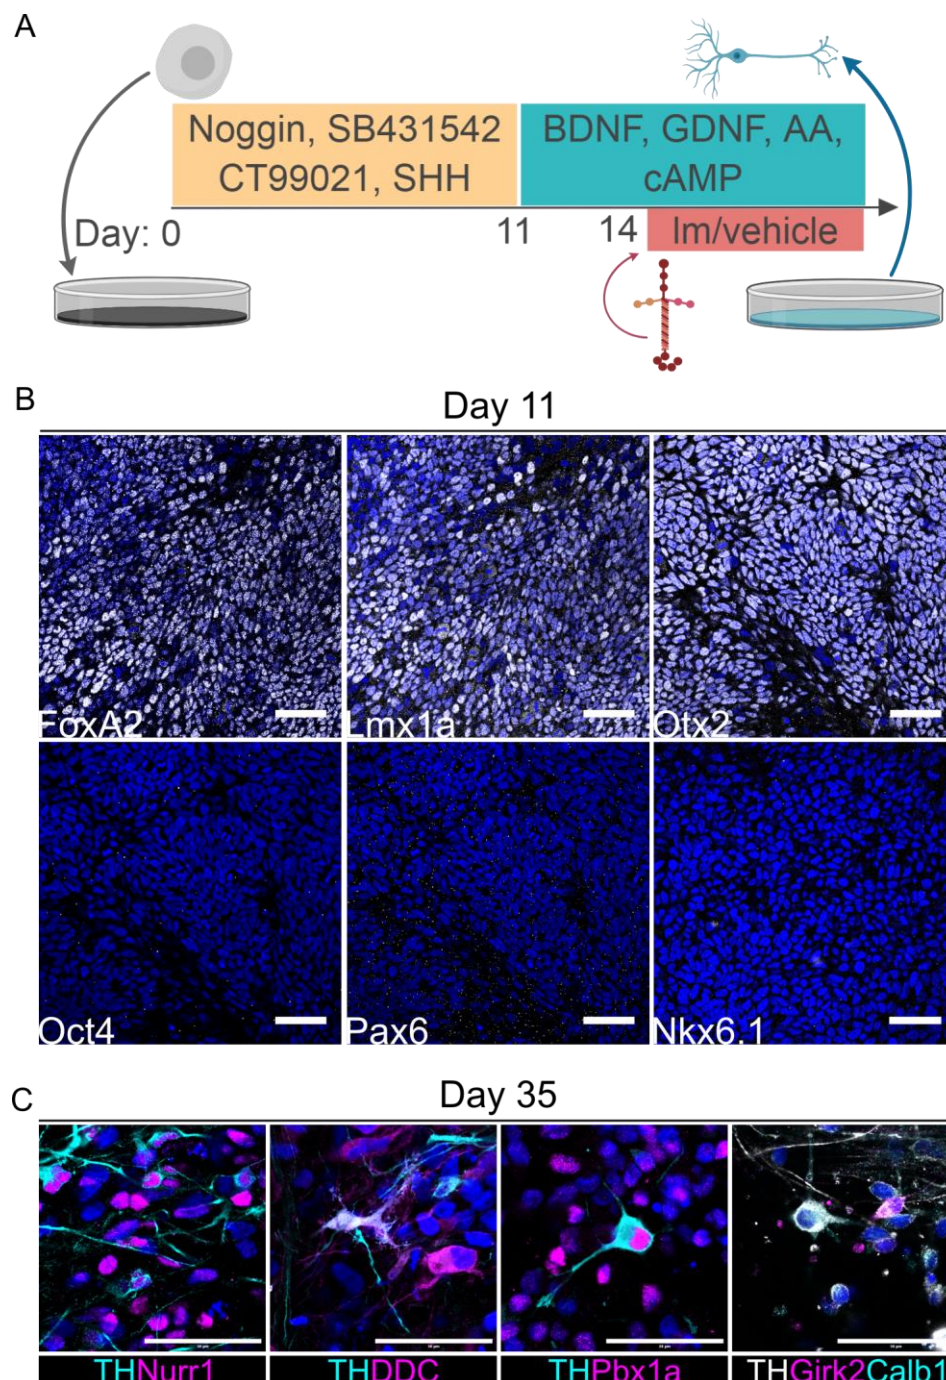 A
Noggin, SB431542
CT99021, SHH
BDNF, GDNF, AA,
cAMP
Day: 0
11
14
lm/vehicle
B
Day 11
FoxA2
Lmx1a
Otx2
Oct4
Pax6
Nkx6.1
C
Day 35
THNurr1
THDDC
THPbx1a
THGirk2Calb1